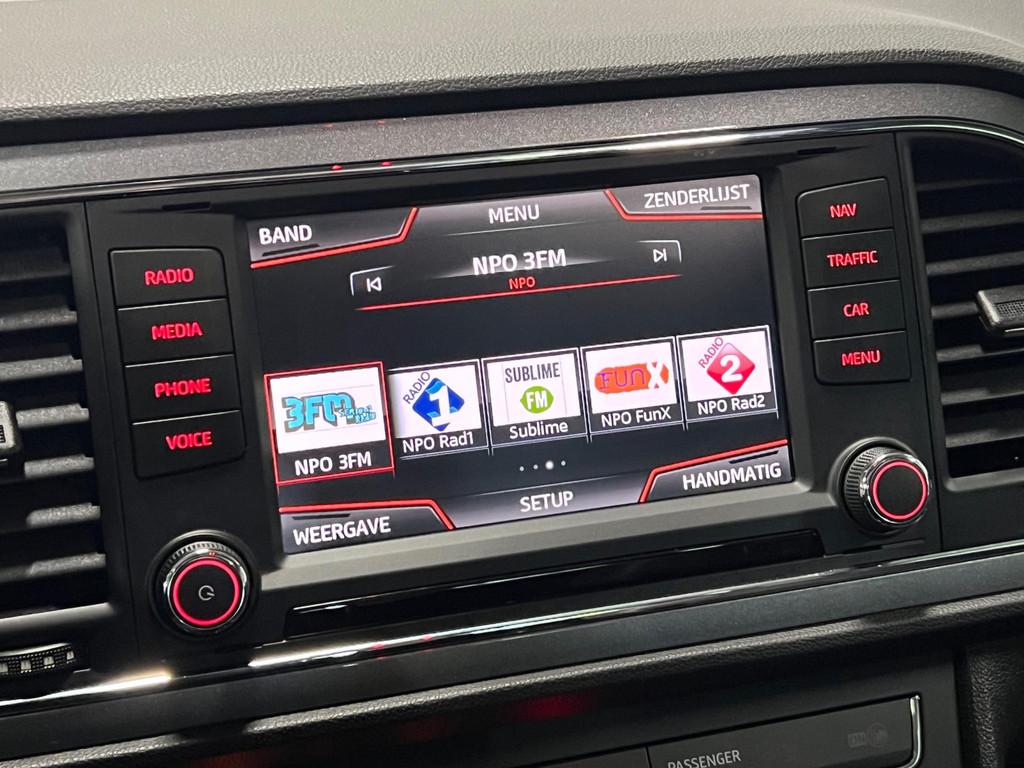 BAND
MENU
ZENDERLIJST
NPO 3FM
NPO
RADIO
MEDIA
PHONE
VOICE
NAV
TRAFFIC
CAR
MENU
3FM
NPO 3FM
RADIO
1
NPO Rad1
SUBLIME
FM
Sublime
FUNX
NPO FunX
RADIO
2
NPO Rad2
WEERGAVE
SETUP
HANDMATIG
PASSENGER